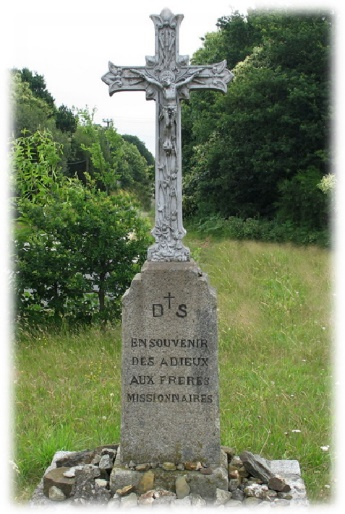 D†S
EN SOUVENIR
DES ADIEUX
AUX FRERES
MISSIONNAIRES